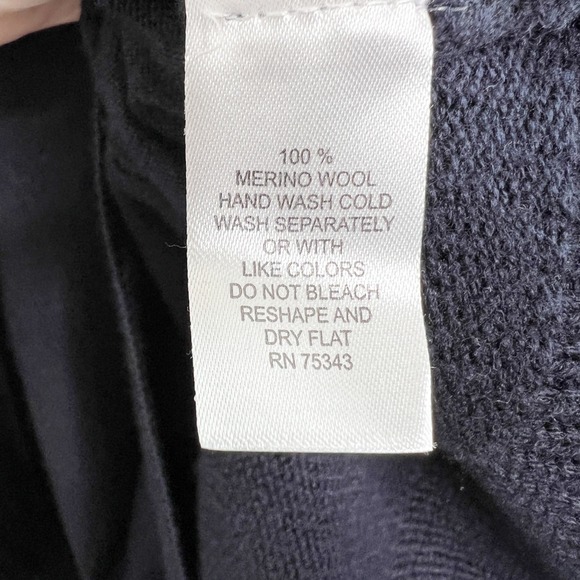 100 %
MERINO WOOL
HAND WASH COLD
WASH SEPARATELY
OR WITH
LIKE COLORS
DO NOT BLEACH
RESHAPE AND
DRY FLAT
RN 75343